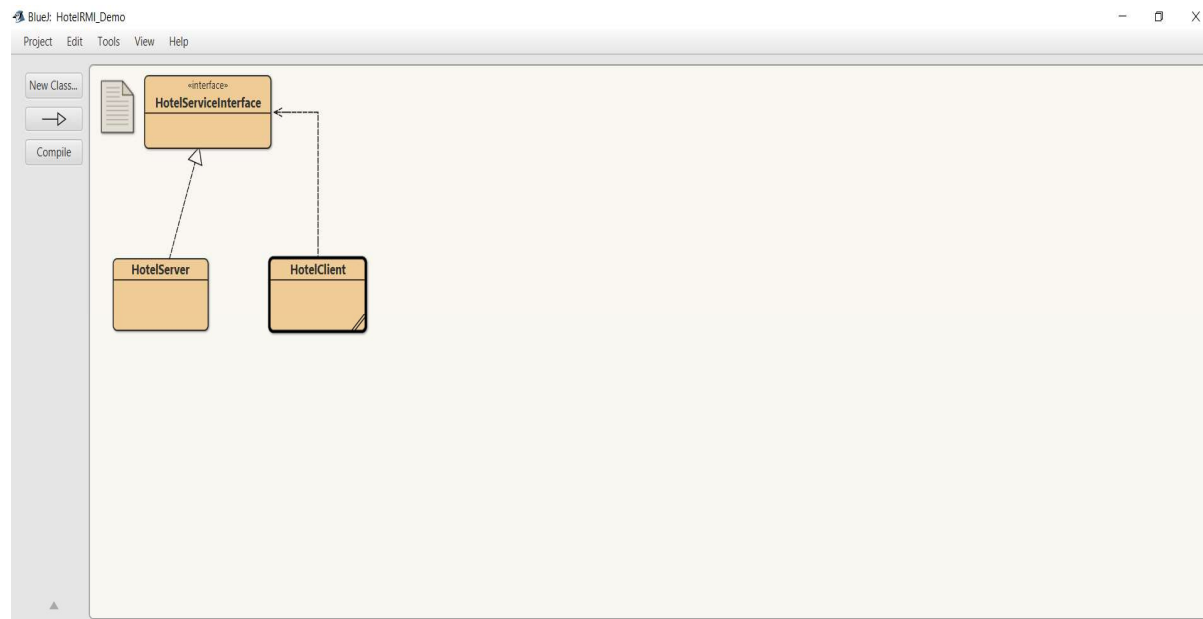 BlueJ: HotelRMI_Demo
Project Edit Tools View Help
New Class...
Compile
«interface»
HotelServiceInterface
HotelServer
HotelClient